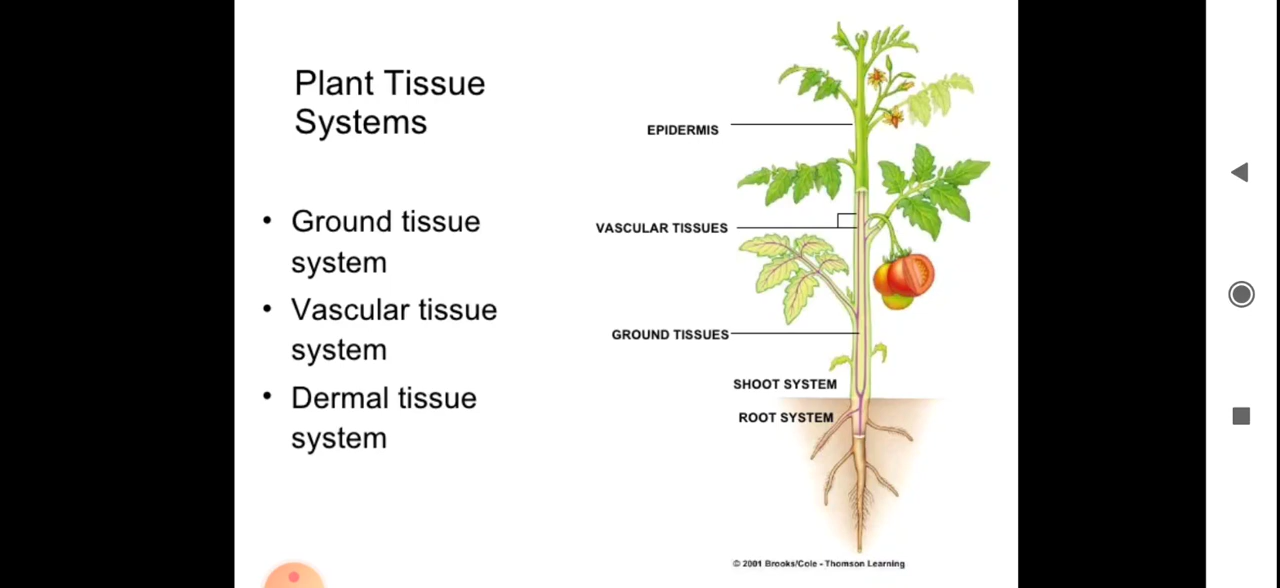 Plant Tissue
Systems
• Ground tissue
system
• Vascular tissue
system
• Dermal tissue
system
EPIDERMIS
VASCULAR TISSUES
GROUND TISSUES
SHOOT SYSTEM
ROOT SYSTEM
© 2001 Brooks/Cole - Thomson Learning